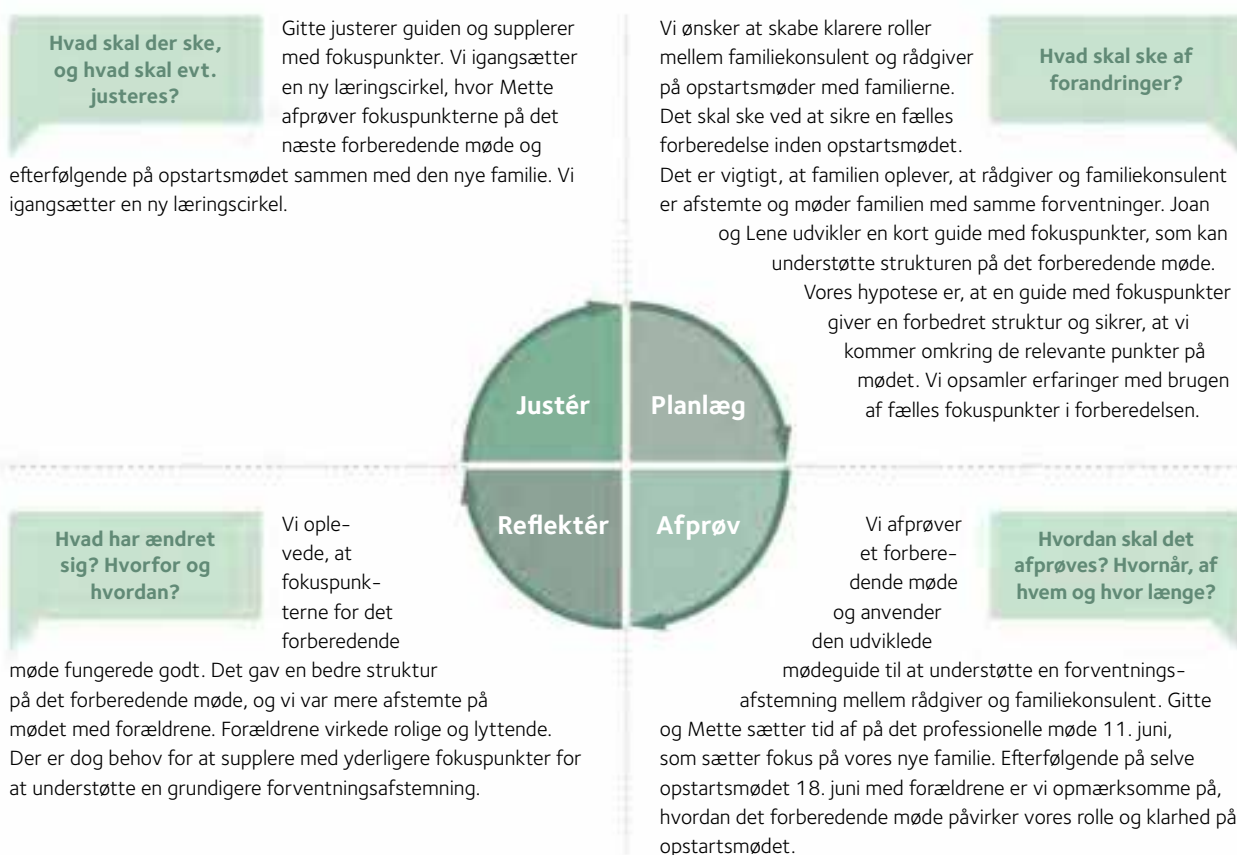 Hvad skal der ske,
og hvad skal evt.
justeres?
Gitte justerer guiden og supplerer
med fokuspunkter. Vi igangsætter
en ny læringscirkel, hvor Mette
afprøver fokuspunkterne på det
næste forberedende møde og
efterfølgende på opstartsmødet sammen med den nye familie. Vi
igangsætter en ny læringscirkel.
Vi ønsker at skabe klarere roller
mellem familiekonsulent og rådgiver
på opstartsmøder med familierne.
Det skal ske ved at sikre en fælles
forberedelse inden opstartsmødet.
Det er vigtigt, at familien oplever, at rådgiver og familiekonsulent
er afstemte og møder familien med samme forventninger. Joan
og Lene udvikler en kort guide med fokuspunkter, som kan
understøtte strukturen på det forberedende møde.
Vores hypotese er, at en guide med fokuspunkter
giver en forbedret struktur og sikrer, at vi
kommer omkring de relevante punkter på
mødet. Vi opsamler erfaringer med brugen
af fælles fokuspunkter i forberedelsen.
Hvad skal ske af
forandringer?
Justér
Planlæg
Reflektér
Afprøv
Hvad har ændret
sig? Hvorfor og
hvordan?
Vi ople-
vede, at
fokuspunk-
terne for det
forberedende
møde fungerede godt. Det gav en bedre struktur
på det forberedende møde, og vi var mere afstemte på
mødet med forældrene. Forældrene virkede rolige og lyttende.
Der er dog behov for at supplere med yderligere fokuspunkter for
at understøtte en grundigere forventningsafstemning.
Vi afprøver
et forbere-
dende møde
og anvender
den udviklede
mødeguide til at understøtte en forventnings-
afstemning mellem rådgiver og familiekonsulent. Gitte
og Mette sætter tid af på det professionelle møde 11. juni,
som sætter fokus på vores nye familie. Efterfølgende på selve
opstartsmødet 18. juni med forældrene er vi opmærksomme på,
hvordan det forberedende møde påvirker vores rolle og klarhed på
opstartsmødet.
Hvordan skal det
afprøves? Hvornår, af
hvem og hvor længe?